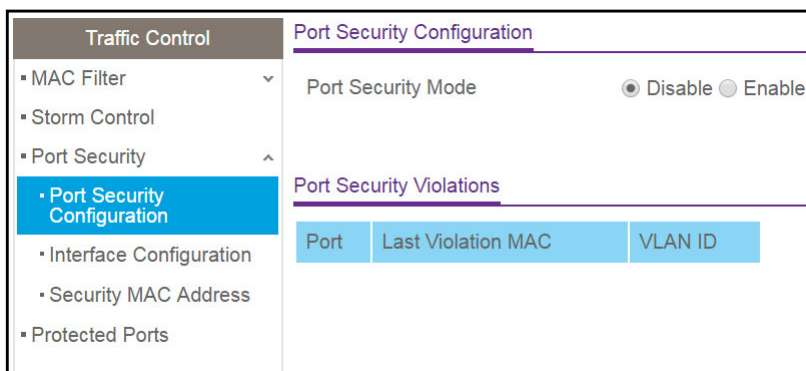 Traffic Control
MAC Filter
Storm Control
Port Security
Port Security
Configuration
Interface Configuration
Security MAC Address
Protected Ports
Port Security Configuration
Port Security Mode Disable Enable
Port Security Violations
Port Last Violation MAC VLAN ID